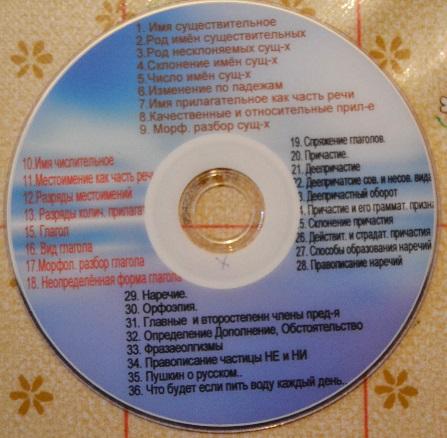 1. Имя существительное
2.Род имён существительных
3.Род несклоняемых сущ-х
4.Склонение имён сущ-х
5.Число имён сущ-х
6.Изменение по падежам
7.Имя прилагательное как часть речи
8.Качественные и относительные прил-е
9. Морф. разбор сущ-х
10.Имя числительное
11.Местоимение как часть речи
12.Разряды местоимений
13. Разряды колич. прилагат
15. Глагол
16. Вид глагола
17.Морфол. разбор глагола
18. Неопределённая форма глагола
19. Спряжение глаголов.
20. Причастие.
21. Деепричастие
22. Деепричатсие сов. и несов. вида
3. Деепричастный оборот
4. Причастие и его граммат. призна
5. Склонение причастия
26. Действит. и страдат. причастия
27. Способы образования наречий
28. Правописание наречий
29. Наречие.
30. Орфоэпия.
31. Главные и второстепенн члены пред-я
32. Определение Дополнение, Обстоятельство
33. Фразаеолгизмы
34. Правописание частицы НЕ и НИ
35. Пушкин о русском..
36. Что будет если пить воду каждый день..